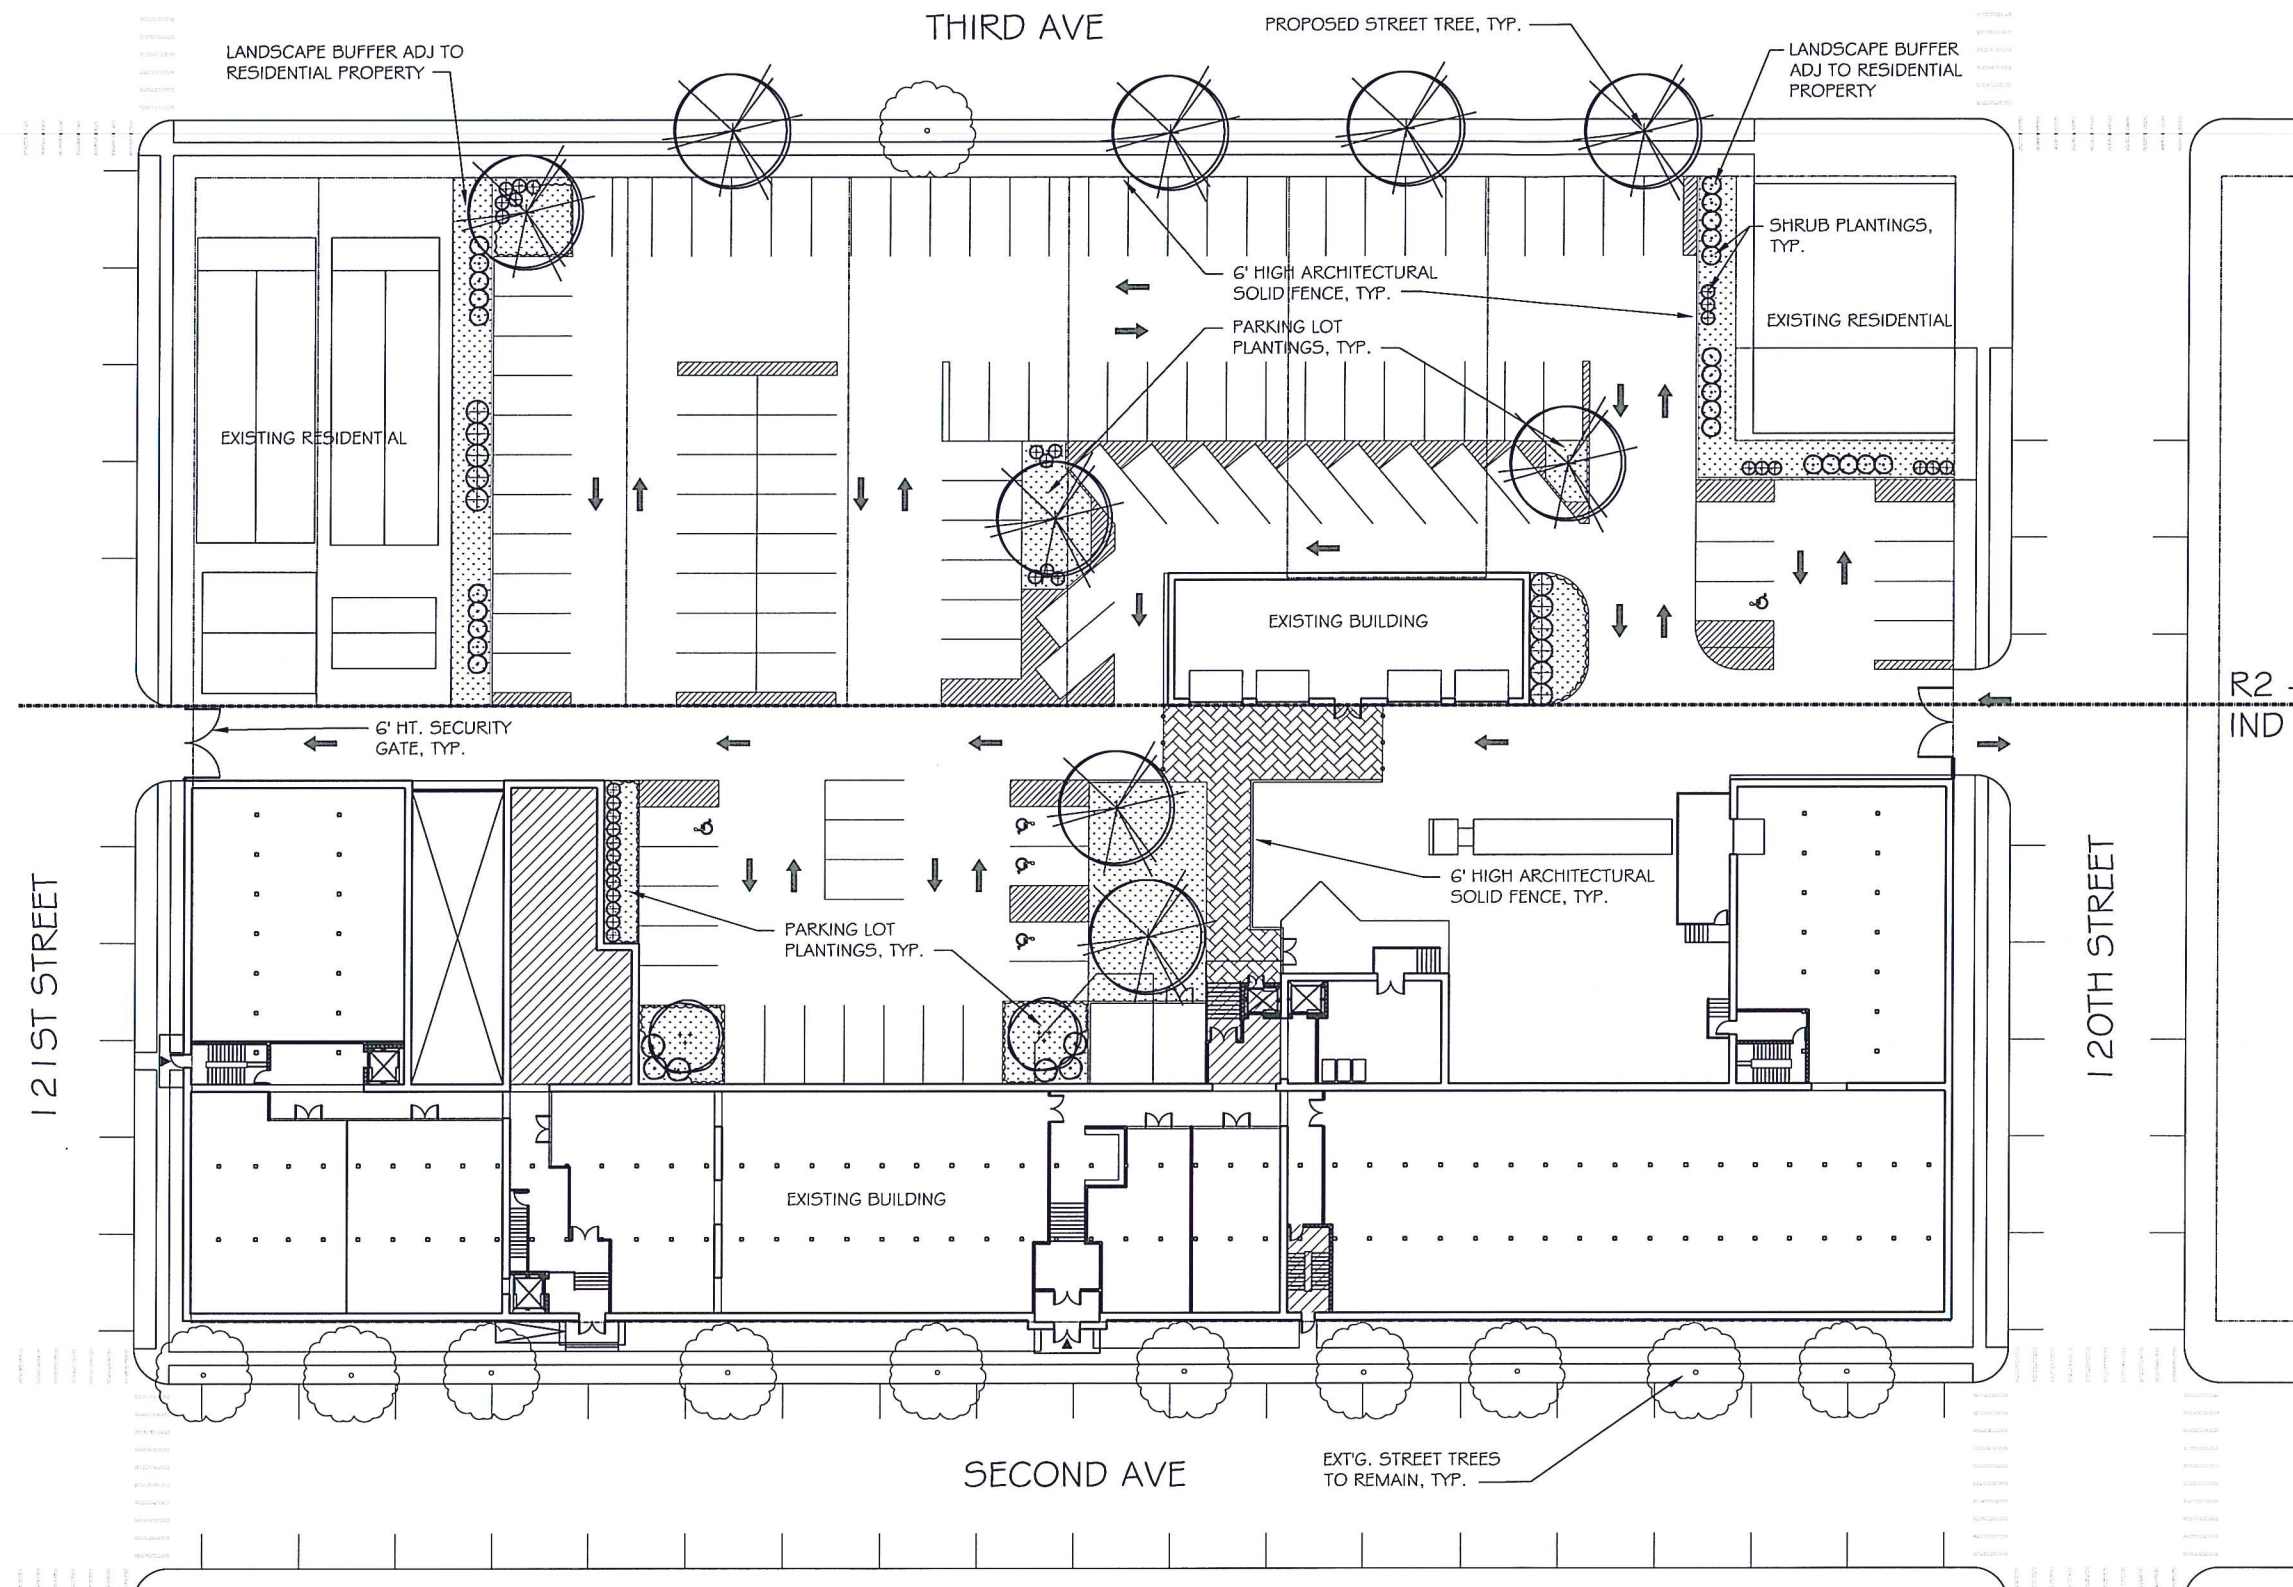 THIRD AVE
PROPOSED STREET TREE, TYP.
LANDSCAPE BUFFER ADJ TO
RESIDENTIAL PROPERTY
LANDSCAPE BUFFER
ADJ TO RESIDENTIAL
PROPERTY
SHRUB PLANTINGS,
TYP.
6' HIGH ARCHITECTURAL
SOLID FENCE, TYP.
PARKING LOT
PLANTINGS, TYP.
EXISTING RESIDENTIAL
EXISTING RESIDENTIAL
EXISTING BUILDING
R2 -
IND
6' HT. SECURITY
GATE, TYP.
6' HIGH ARCHITECTURAL
SOLID FENCE, TYP.
PARKING LOT
PLANTINGS, TYP.
121ST STREET
120TH STREET
EXISTING BUILDING
EXT'G. STREET TREES
TO REMAIN, TYP.
SECOND AVE